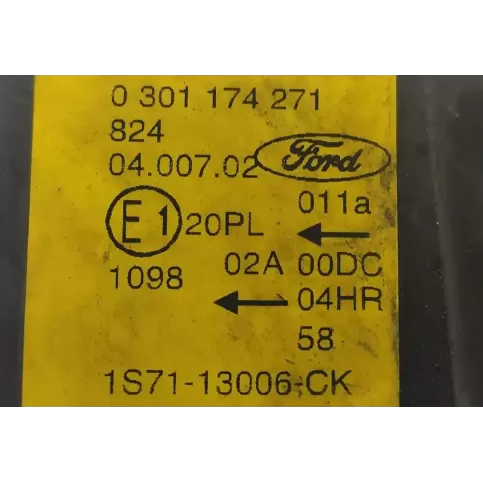 0 301 174 271
824
04.007.02 Ford
E1 20PL 011a
←
1098 02A 00DC
← 04HR
58
1S71-13006-CK